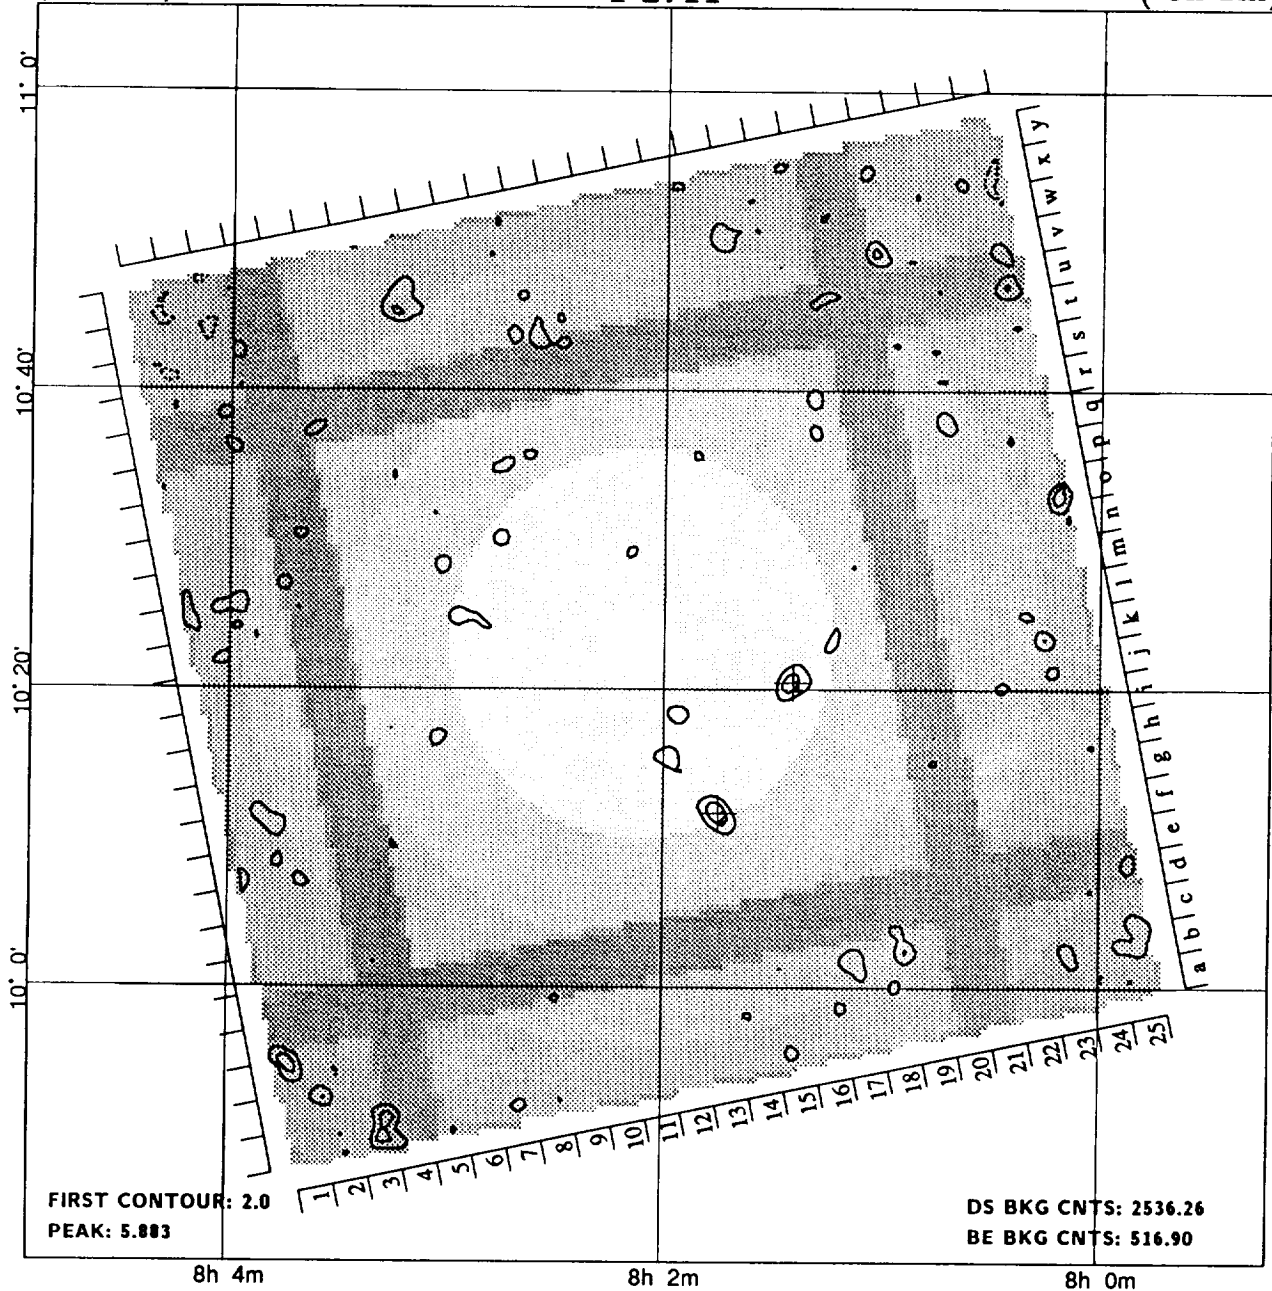 11° 0'
10° 40'
10° 20'
10° 0'
a b c d e f g h i j k l m n o p q r s t u v w x y
1 2 3 4 5 6 7 8 9 10 11 12 13 14 15 16 17 18 19 20 21 22 23 24 25
FIRST CONTOUR: 2.0
PEAK: 5.883
DS BKG CNTS: 2536.26
BE BKG CNTS: 516.90
8h 4m
8h 2m
8h 0m